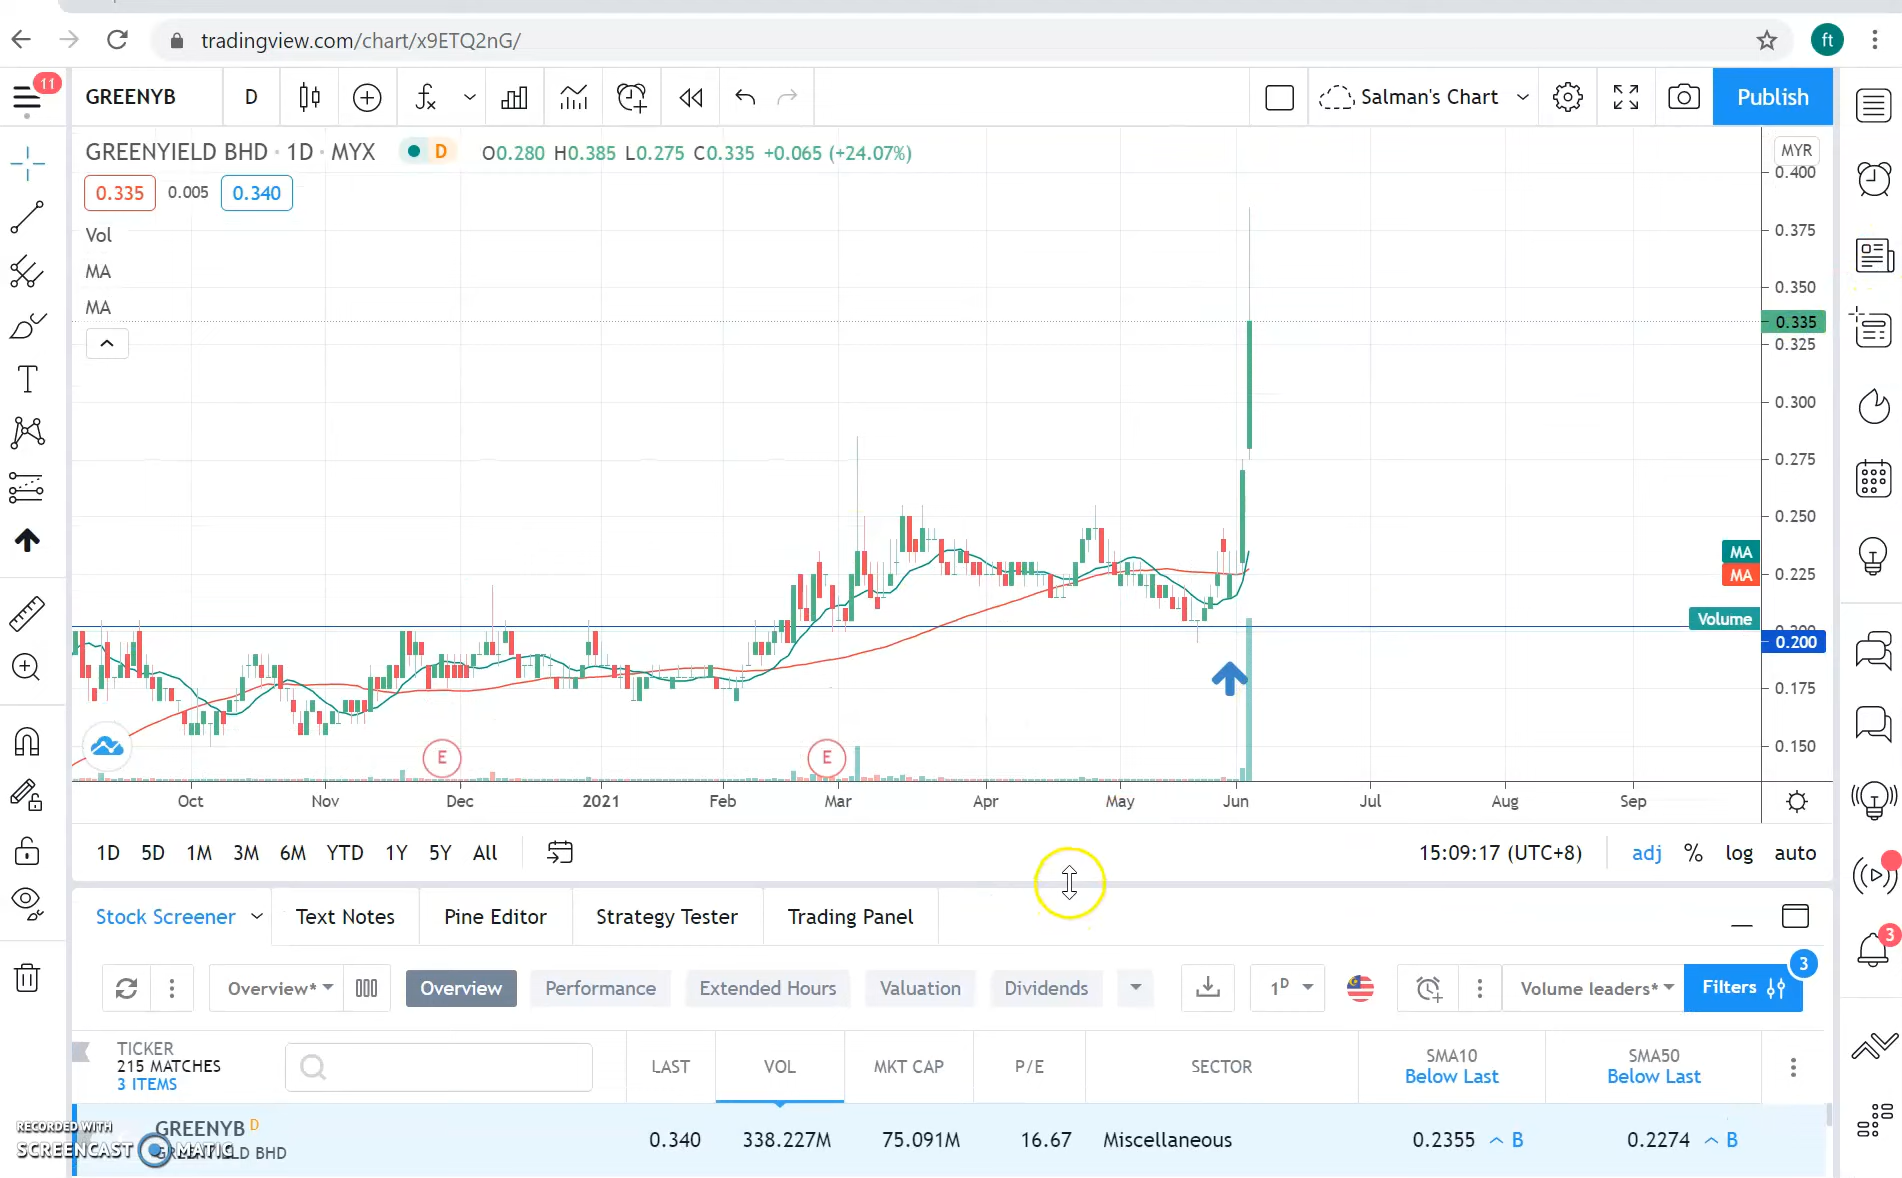 tradingview.com/chart/x9ETQ2nG/
ft
11
GREENYB
D
Salman's Chart
Publish
GREENYIELD BHD · 1D · MYX
D
O0.280 H0.385 L0.275 C0.335 +0.065 (+24.07%)
MYR
0.335
0.005
0.340
Vol
MA
MA
0.400
0.375
0.350
0.335
0.325
0.300
0.275
0.250
MA
0.225
MA
Volume
0.200
0.200
0.175
0.150
E
E
Oct
Nov
Dec
2021
Feb
Mar
Apr
May
Jun
Jul
Aug
Sep
1D 5D 1M 3M 6M YTD 1Y 5Y All
15:09:17 (UTC+8)
adj % log auto
Stock Screener
Text Notes
Pine Editor
Strategy Tester
Trading Panel
3
3
Overview*
Overview
Performance
Extended Hours
Valuation
Dividends
1D
Volume leaders*
Filters
TICKER
215 MATCHES
3 ITEMS
LAST
VOL
MKT CAP
P/E
SECTOR
SMA10
Below Last
SMA50
Below Last
GREENYB D
GREENYIELD BHD
0.340
338.227M
75.091M
16.67
Miscellaneous
0.2355 B
0.2274 B
RECORDED WITH
SCREENCAST MATIC